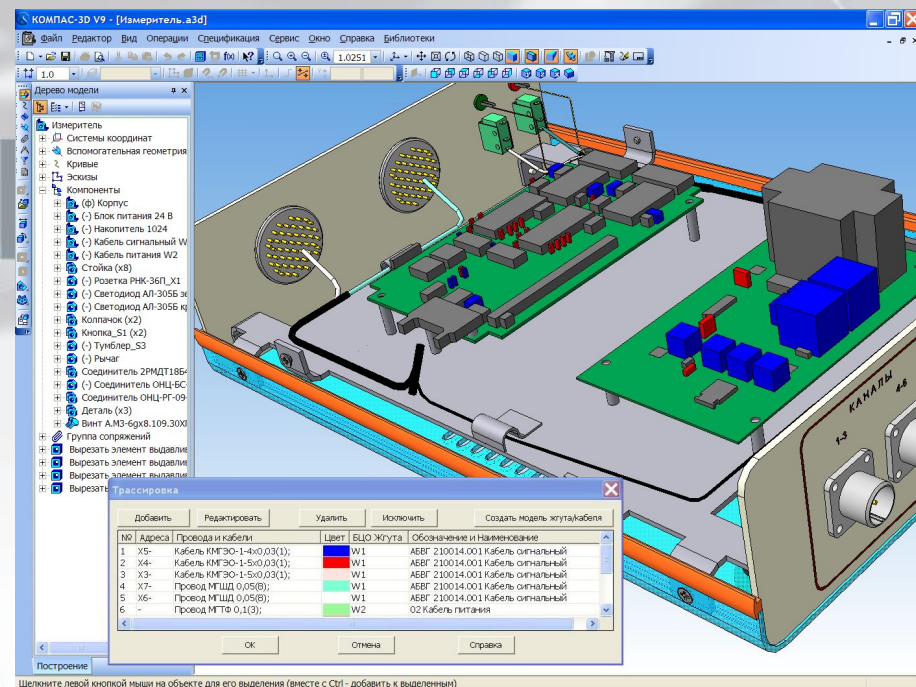 КОМПАС-3D V9 - [Измеритель.a3d]
Файл Редактор Вид Операции Спецификация Сервис Окно Справка Библиотеки
1.0251
1.0
Дерево модели
Измеритель
Системы координат
Вспомогательная геометрия
Кривые
Эскизы
Компоненты
(ф) Корпус
(-) Блок питания 24 В
(-) Накопитель 1024
(-) Кабель сигнальный W
(-) Кабель питания W2
Стойка (x8)
(-) Розетка РНК-36П_X1
(-) Светодиод АЛ-305Б зе
(-) Светодиод АЛ-305Б кр
Колпачок (x2)
Кнопка_S1 (x2)
(-) Тумблер_S3
(-) Рычаг
Соединитель 2РМДТ18Б4
(-) Соединитель ОНЦ-БС-
Соединитель ОНЦ-РГ-09-
Деталь (x3)
Винт А.М3-6gx8.109.30ХГ
Группа сопряжений
Вырезать элемент выдавли
Вырезать элемент выдавли
Вырезать элемент выдавли
Вырезать
КАНАЛЫ
1-3
4-6
Трассировка
Добавить Редактировать Удалить Исключить Создать модель жгута/кабеля
№ Адреса Провода и кабели Цвет БЦО Жгута Обозначение и Наименование
1 X5- Кабель КМГЭО-1-4x0,03(1); W1 АБВГ 210014.001 Кабель сигнальный
2 X4- Кабель КМГЭО-1-5x0,03(1); W1 АБВГ 210014.001 Кабель сигнальный
3 X3- Кабель КМГЭО-1-5x0,03(1); W1 АБВГ 210014.001 Кабель сигнальный
4 X7- Провод МГШД 0,05(8); W1 АБВГ 210014.001 Кабель сигнальный
5 X6- Провод МГШД 0,05(8); W1 АБВГ 210014.001 Кабель сигнальный
6 - Провод МГТФ 0,1(3); W2 02 Кабель питания
ОК Отмена Справка
Построение
Щелкните левой кнопкой мыши на объекте для его выделения (вместе с Ctrl - добавить к выделенным)